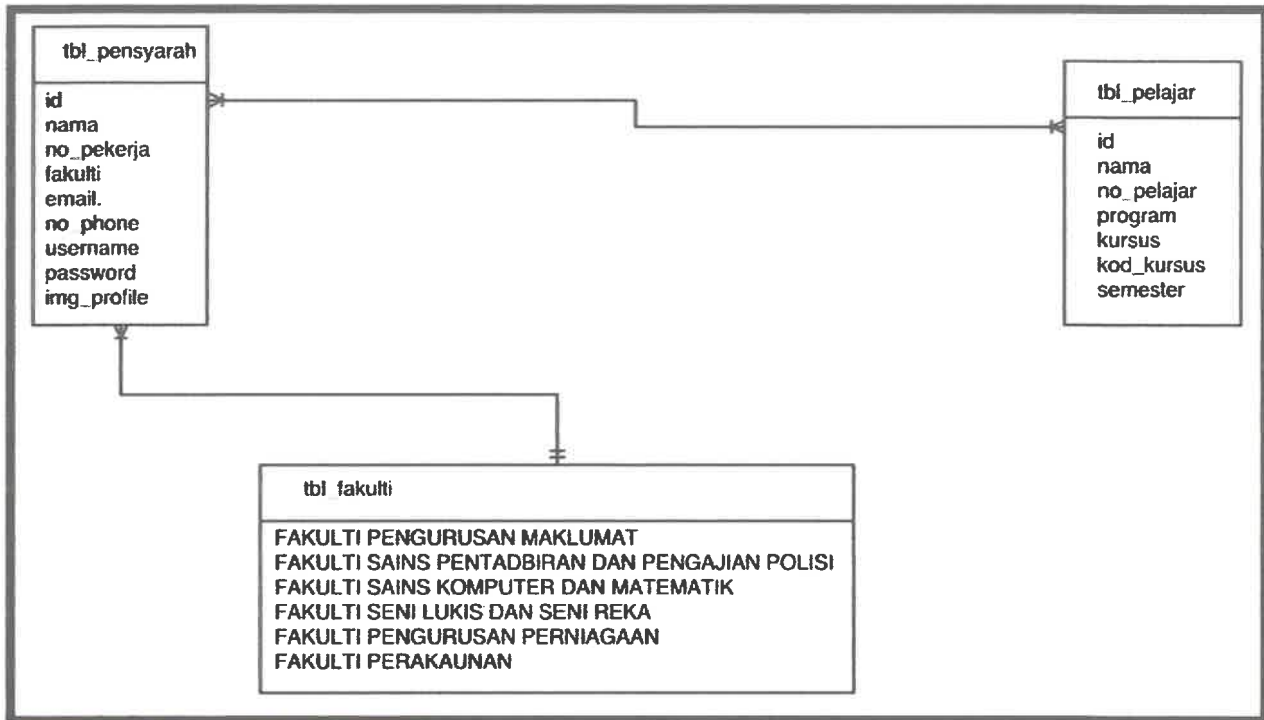 tbl_pensyarah
id
nama
no_pekerja
fakulti
email.
no_phone
username
password
img_profile
tbl_pelajar
id
nama
no_pelajar
program
kursus
kod_kursus
semester
tbl_fakulti
FAKULTI PENGURUSAN MAKLUMAT
FAKULTI SAINS PENTADBIRAN DAN PENGAJIAN POLISI
FAKULTI SAINS KOMPUTER DAN MATEMATIK
FAKULTI SENI LUKIS DAN SENI REKA
FAKULTI PENGURUSAN PERNIAGAAN
FAKULTI PERAKAUNAN